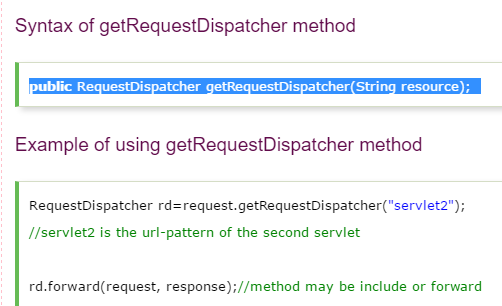 Syntax of getRequestDispatcher method
public RequestDispatcher getRequestDispatcher(String resource);
Example of using getRequestDispatcher method
RequestDispatcher rd=request.getRequestDispatcher("servlet2");
//servlet2 is the url-pattern of the second servlet
rd.forward(request, response);//method may be include or forward